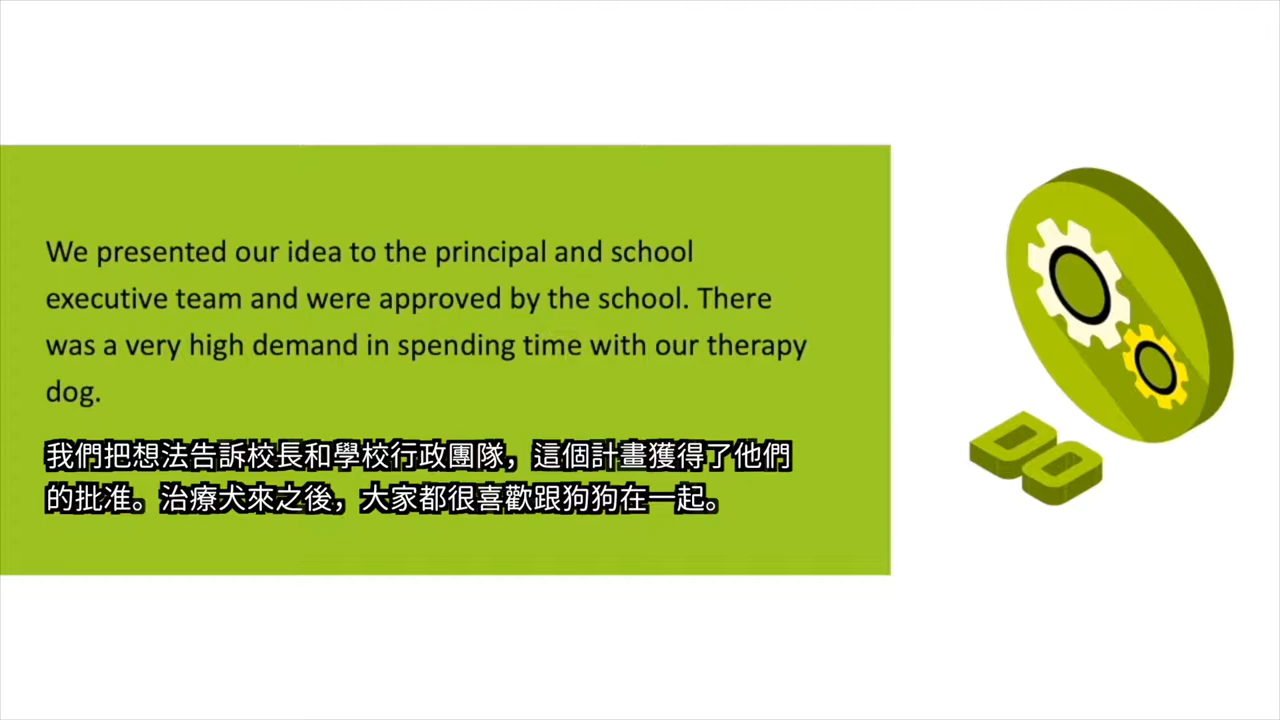 We presented our idea to the principal and school
executive team and were approved by the school. There
was a very high demand in spending time with our therapy
dog.
我們把想法告訴校長和學校行政團隊，這個計畫獲得了他們
的批准。治療犬來之後，大家都很喜歡跟狗狗在一起。
DO